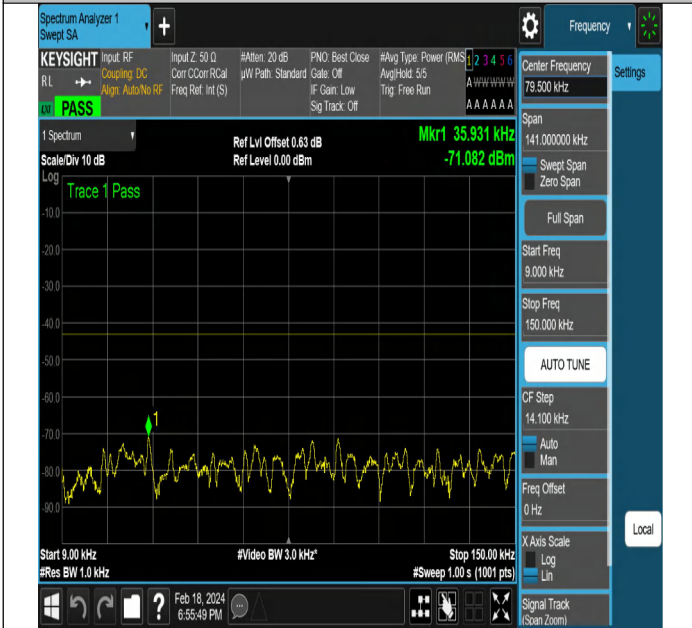 Spectrum Analyzer 1
Swept SA
Frequency
KEYSIGHT
RL
LXI
PASS
Input: RF
Coupling: DC
Align: Auto/No RF
Input Z: 50 Ω
Corr CCorr RCal
Freq Ref: Int (S)
#Atten: 20 dB
µW Path: Standard
PNO: Best Close
Gate: Off
IF Gain: Low
Sig Track: Off
#Avg Type: Power (RMS
Avg|Hold: 5/5
Trig: Free Run
1 2 3 4 5 6
A W W W W W
A A A A A A
Center Frequency
79.500 kHz
Settings
1 Spectrum
Scale/Div 10 dB
Ref Lvl Offset 0.63 dB
Ref Level 0.00 dBm
Mkr1 35.931 kHz
-71.082 dBm
Log
Trace 1 Pass
-10.0
-20.0
-30.0
-40.0
-50.0
-60.0
-70.0
-80.0
-90.0
1
Start 9.00 kHz
#Res BW 1.0 kHz
#Video BW 3.0 kHz*
Stop 150.00 kHz
#Sweep 1.00 s (1001 pts)
Span
141.000000 kHz
Swept Span
Zero Span
Full Span
Start Freq
9.000 kHz
Stop Freq
150.000 kHz
AUTO TUNE
CF Step
14.100 kHz
Auto
Man
Freq Offset
0 Hz
X Axis Scale
Log
Lin
Local
Signal Track
(Span Zoom)
?
Feb 18, 2024
6:55:49 PM